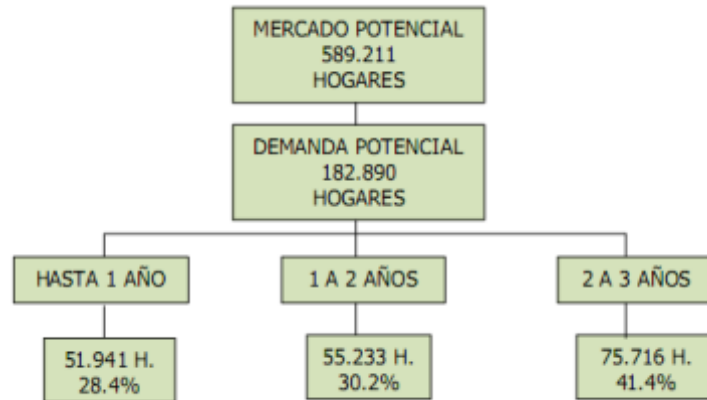 MERCADO POTENCIAL
589.211
HOGARES
DEMANDA POTENCIAL
182.890
HOGARES
HASTA 1 AÑO
1 A 2 AÑOS
2 A 3 AÑOS
51.941 H.
28.4%
55.233 H.
30.2%
75.716 H.
41.4%